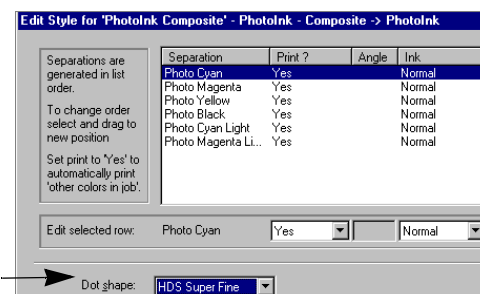 Edit Style for 'PhotoInk Composite' - PhotoInk - Composite -> PhotoInk
Separations are
generated in list
order.
To change order
select and drag to
new position
Set print to 'Yes' to
automatically print
'other colors in job'.
Separation Print ? Angle Ink
Photo Cyan Yes Normal
Photo Magenta Yes Normal
Photo Yellow Yes Normal
Photo Black Yes Normal
Photo Cyan Light Yes Normal
Photo Magenta Li... Yes Normal
Edit selected row: Photo Cyan Yes Normal
Dot shape: HDS Super Fine